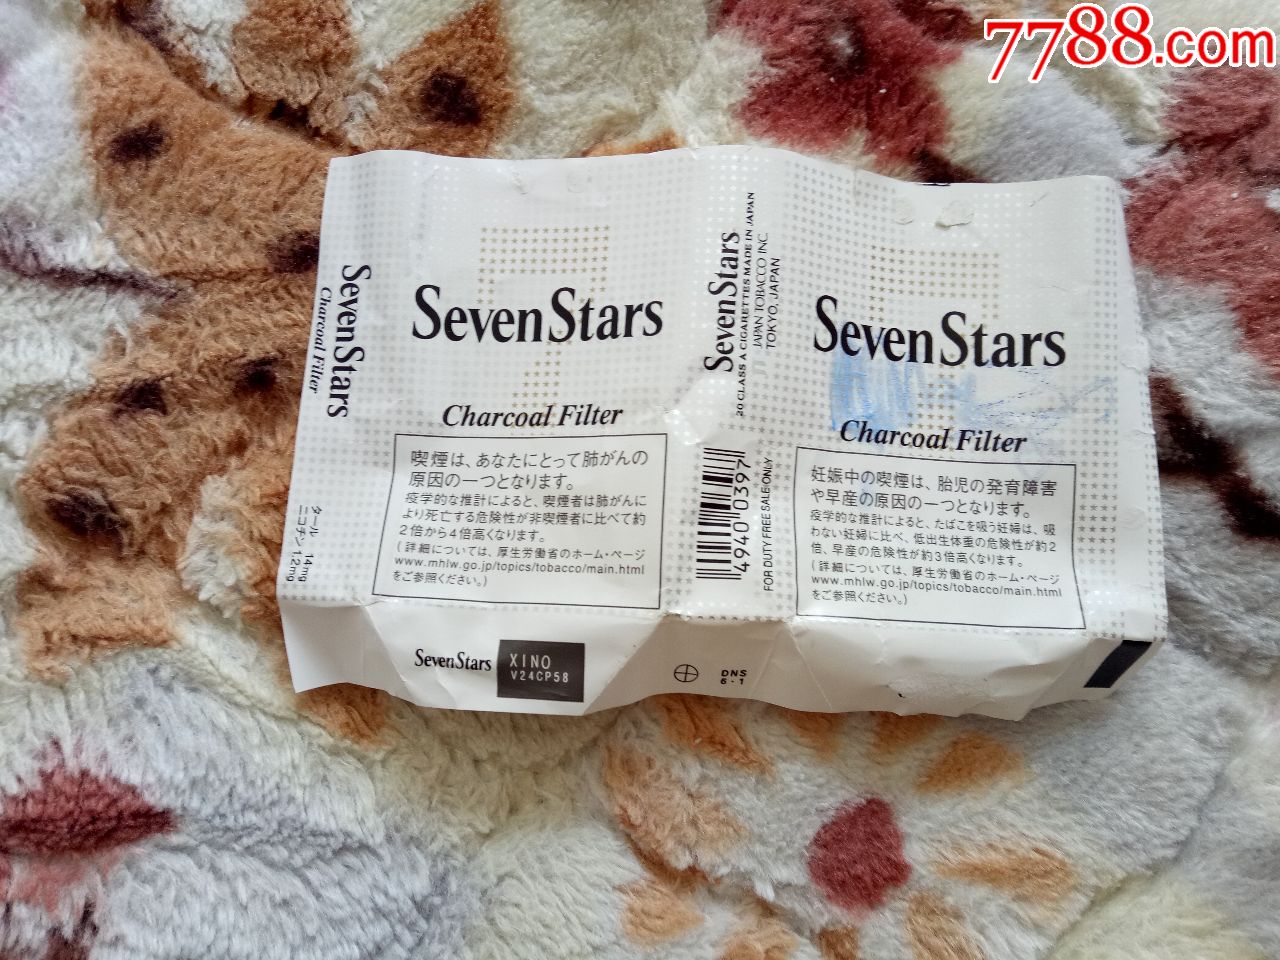 7788.com
SevenStars
Charcoal Filter
タール 14mg
ニコチン 1.2mg
SevenStars
Charcoal Filter
喫煙は、あなたにとって肺がんの
原因の一つとなります。
疫学的な推計によると、喫煙者は肺がんに
より死亡する危険性が非喫煙者に比べて約
2倍から4倍高くなります。
(詳細については、厚生労働省のホーム・ページ
www.mhlw.go.jp/topics/tobacco/main.html
をご参照ください。)
SevenStars
XINO
V24CP58
SevenStars
20 CLASS A CIGARETTES MADE IN JAPAN
JAPAN TOBACCO INC.
TOKYO, JAPAN
49400397
FOR DUTY FREE SALE ONLY
DNS
6・1
SevenStars
Charcoal Filter
妊娠中の喫煙は、胎児の発育障害
や早産の原因の一つとなります。
疫学的な推計によると、たばこを吸う妊婦は、吸
わない妊婦に比べ、低出生体重の危険性が約2
倍、早産の危険性が約3倍高くなります。
(詳細については、厚生労働省のホーム・ページ
www.mhlw.go.jp/topics/tobacco/main.html
をご参照ください。)